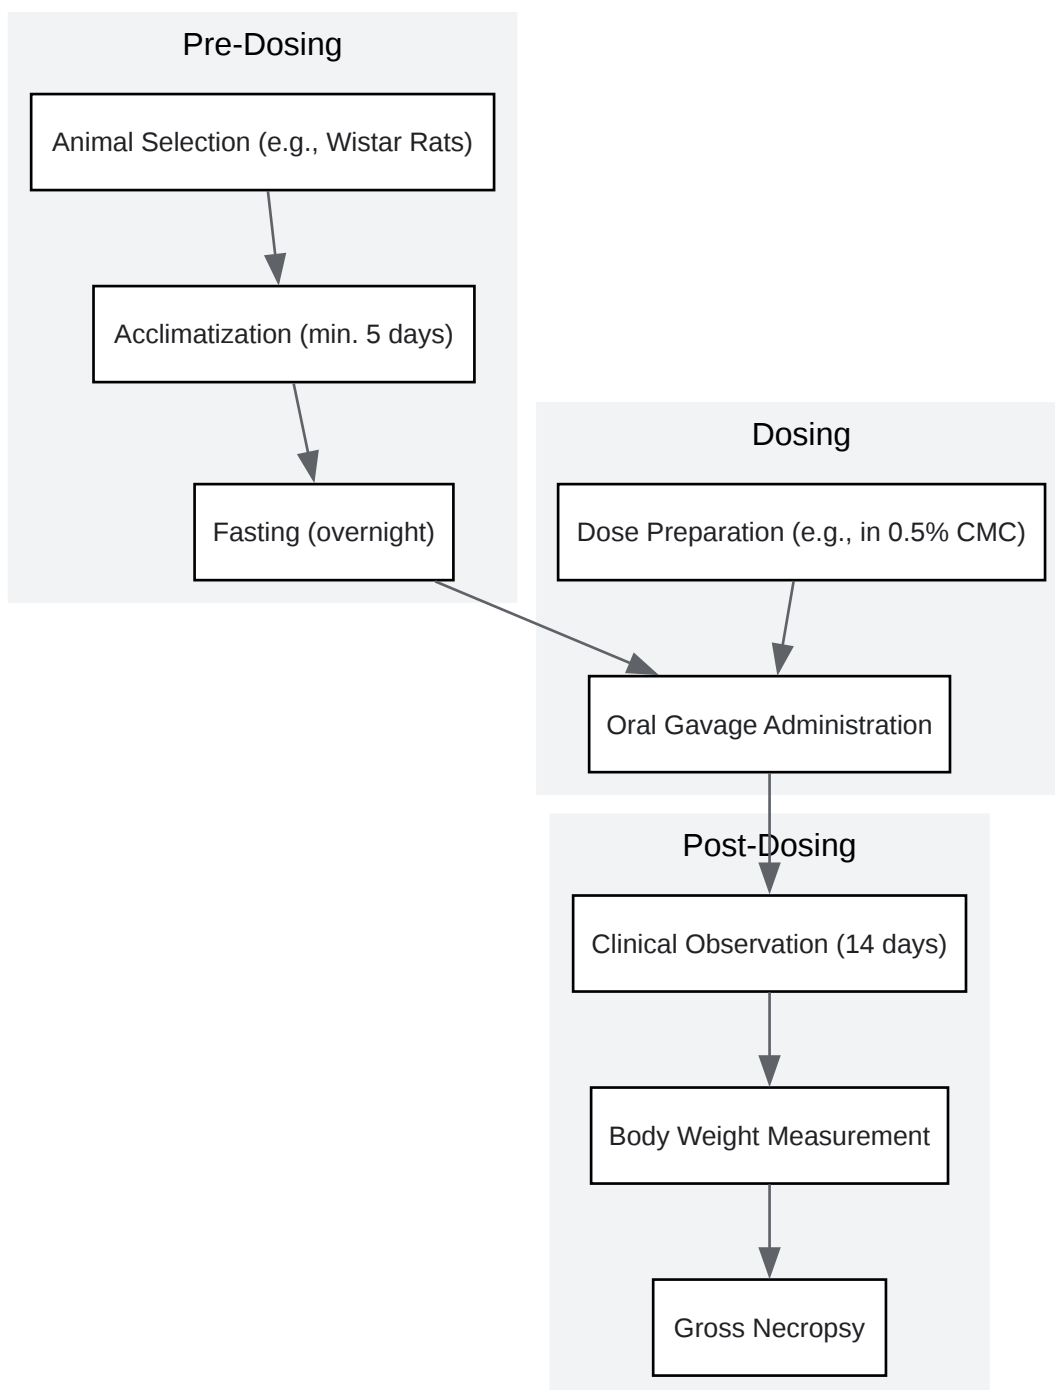 Pre-Dosing
Animal Selection (e.g., Wistar Rats)
Acclimatization (min. 5 days)
Fasting (overnight)
Dosing
Dose Preparation (e.g., in 0.5% CMC)
Oral Gavage Administration
Post-Dosing
Clinical Observation (14 days)
Body Weight Measurement
Gross Necropsy